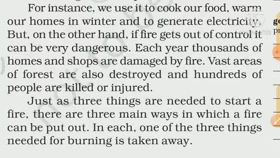 For instance, we use it to cook our food, warm
our homes in winter and to generate electricity.
But, on the other hand, if fire gets out of control it
can be very dangerous. Each year thousands of
homes and shops are damaged by fire. Vast areas
of forest are also destroyed and hundreds of
people are killed or injured.
Just as three things are needed to start a
fire, there are three main ways in which a fire
can be put out. In each, one of the three things
needed for burning is taken away.